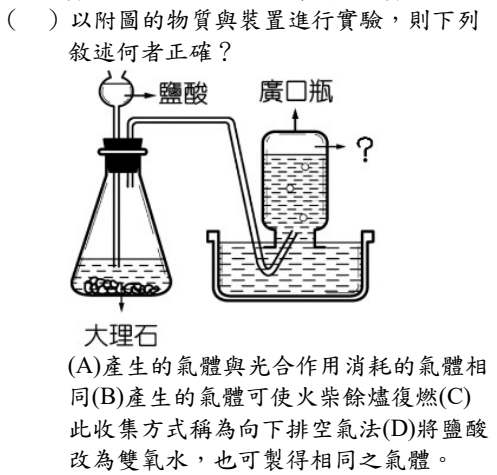 （　）以附圖的物質與裝置進行實驗，則下列
敘述何者正確？
鹽酸
廣口瓶
？
大理石
(A)產生的氣體與光合作用消耗的氣體相
同(B)產生的氣體可使火柴餘燼復燃(C)
此收集方式稱為向下排空氣法(D)將鹽酸
改為雙氧水，也可製得相同之氣體。